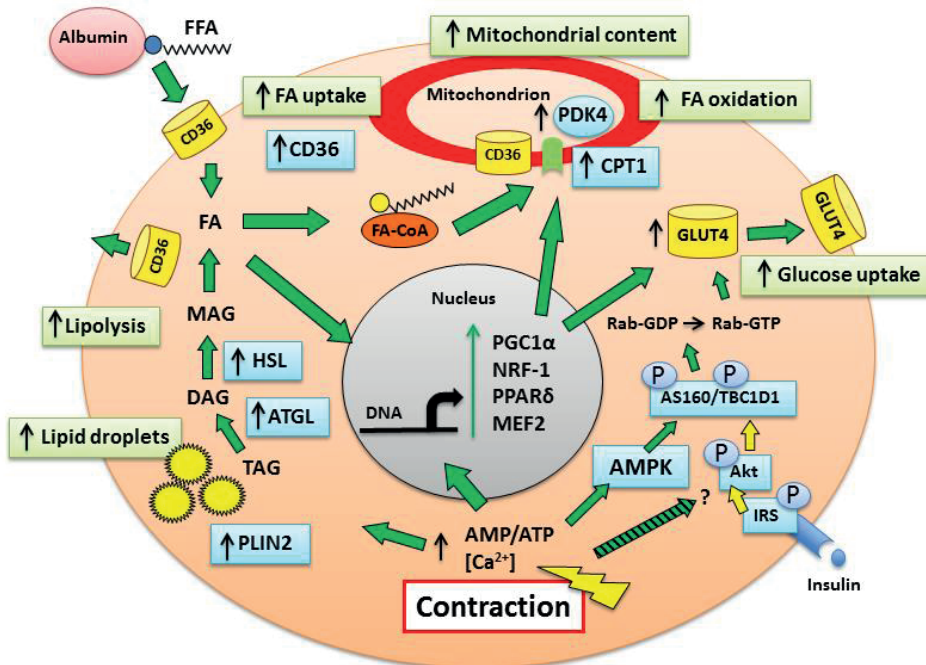 Albumin
FFA
↑ Mitochondrial content
↑ FA uptake
Mitochondrion
↑ PDK4
↑ FA oxidation
CD36
↑ CD36
CD36
↑ CPT1
FA
FA-CoA
↑ GLUT4
GLUT4
CD36
↑ Glucose uptake
Nucleus
MAG
↑ Lipolysis
Rab-GDP → Rab-GTP
PGC1α
↑ HSL
NRF-1
P
P
DAG
PPARδ
AS160/TBC1D1
DNA
MEF2
↑ ATGL
↑ Lipid droplets
TAG
AMPK
P
Akt
?
P
IRS
↑ AMP/ATP
[Ca²⁺]
↑ PLIN2
Insulin
Contraction